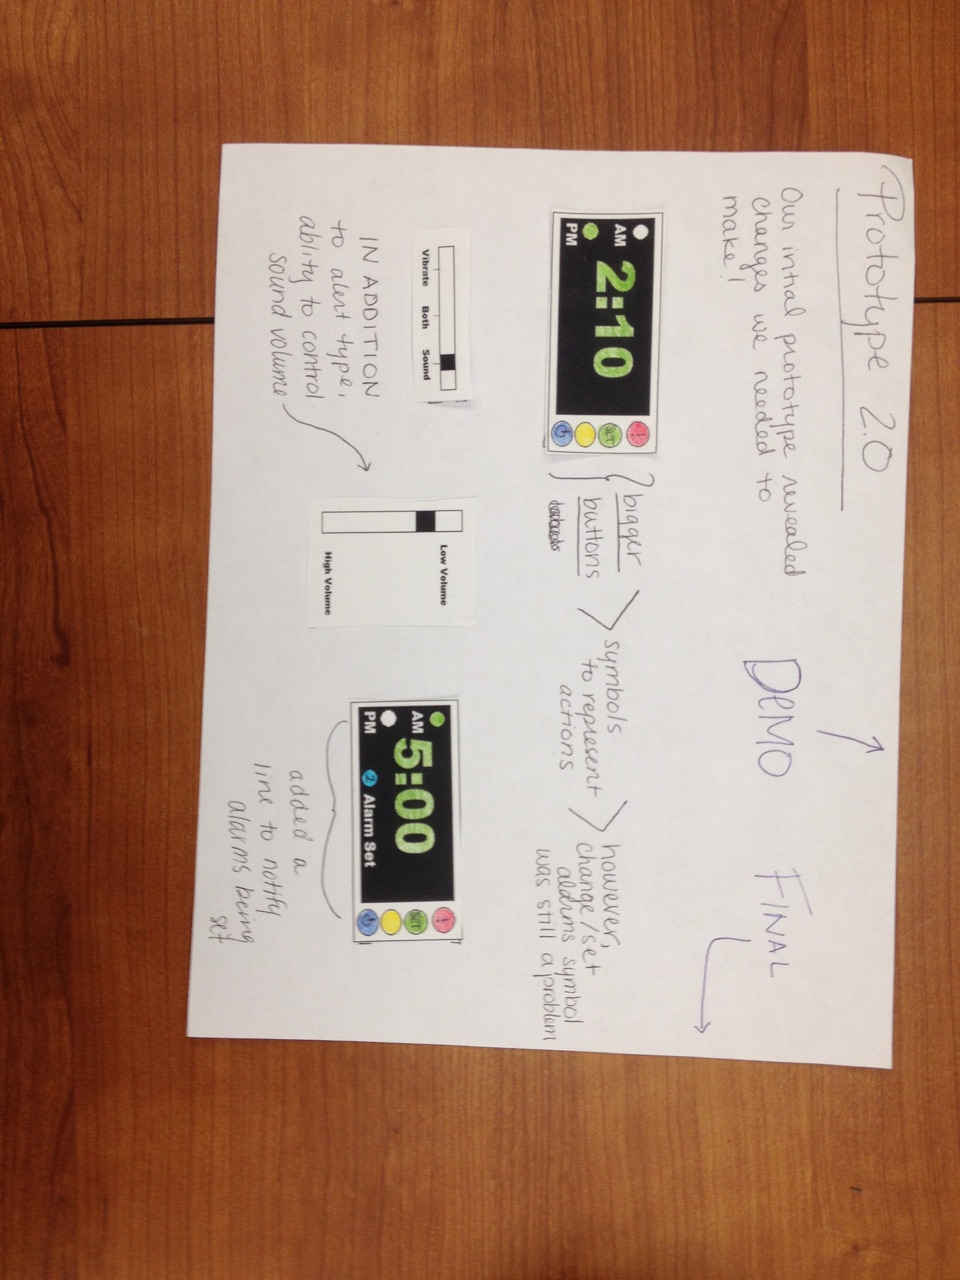 Prototype 2.0
Our intial prototype revealed
changes we needed to
make!
DEMO
FINAL
2:10
AM
PM
SET
bigger
buttons
symbols
to represent
actions
however,
change/set
alarms symbol
was still a problem
Vibrate Both Sound
IN ADDITION
to alert type,
ability to control
sound volume
Low Volume
High Volume
AM
5:00
PM
2 Alarm Set
SET
added a
line to notify
alarms being
set